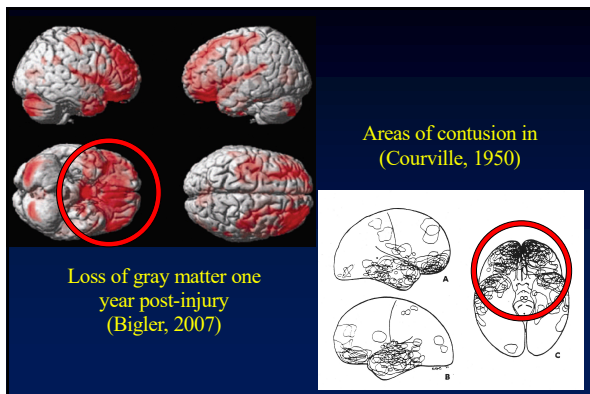 Areas of contusion in
(Courville, 1950)
Loss of gray matter one
year post-injury
(Bigler, 2007)
A
B
C